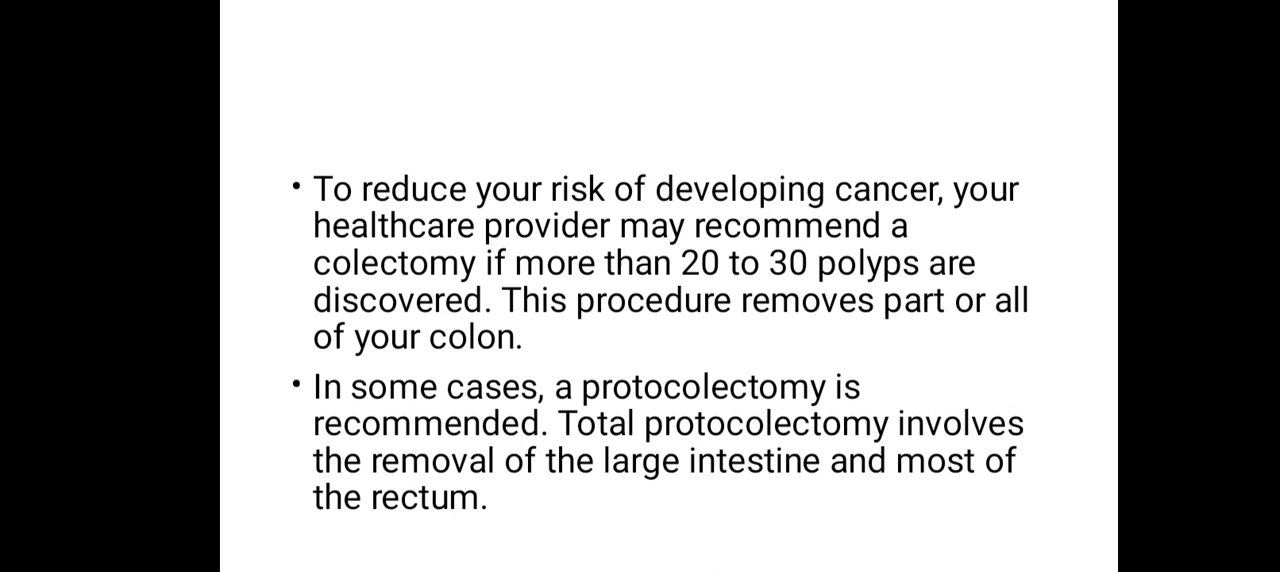 • To reduce your risk of developing cancer, your
healthcare provider may recommend a
colectomy if more than 20 to 30 polyps are
discovered. This procedure removes part or all
of your colon.
• In some cases, a protocolectomy is
recommended. Total protocolectomy involves
the removal of the large intestine and most of
the rectum.